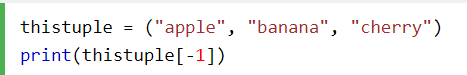 thistuple = ("apple", "banana", "cherry")
print(thistuple[-1])